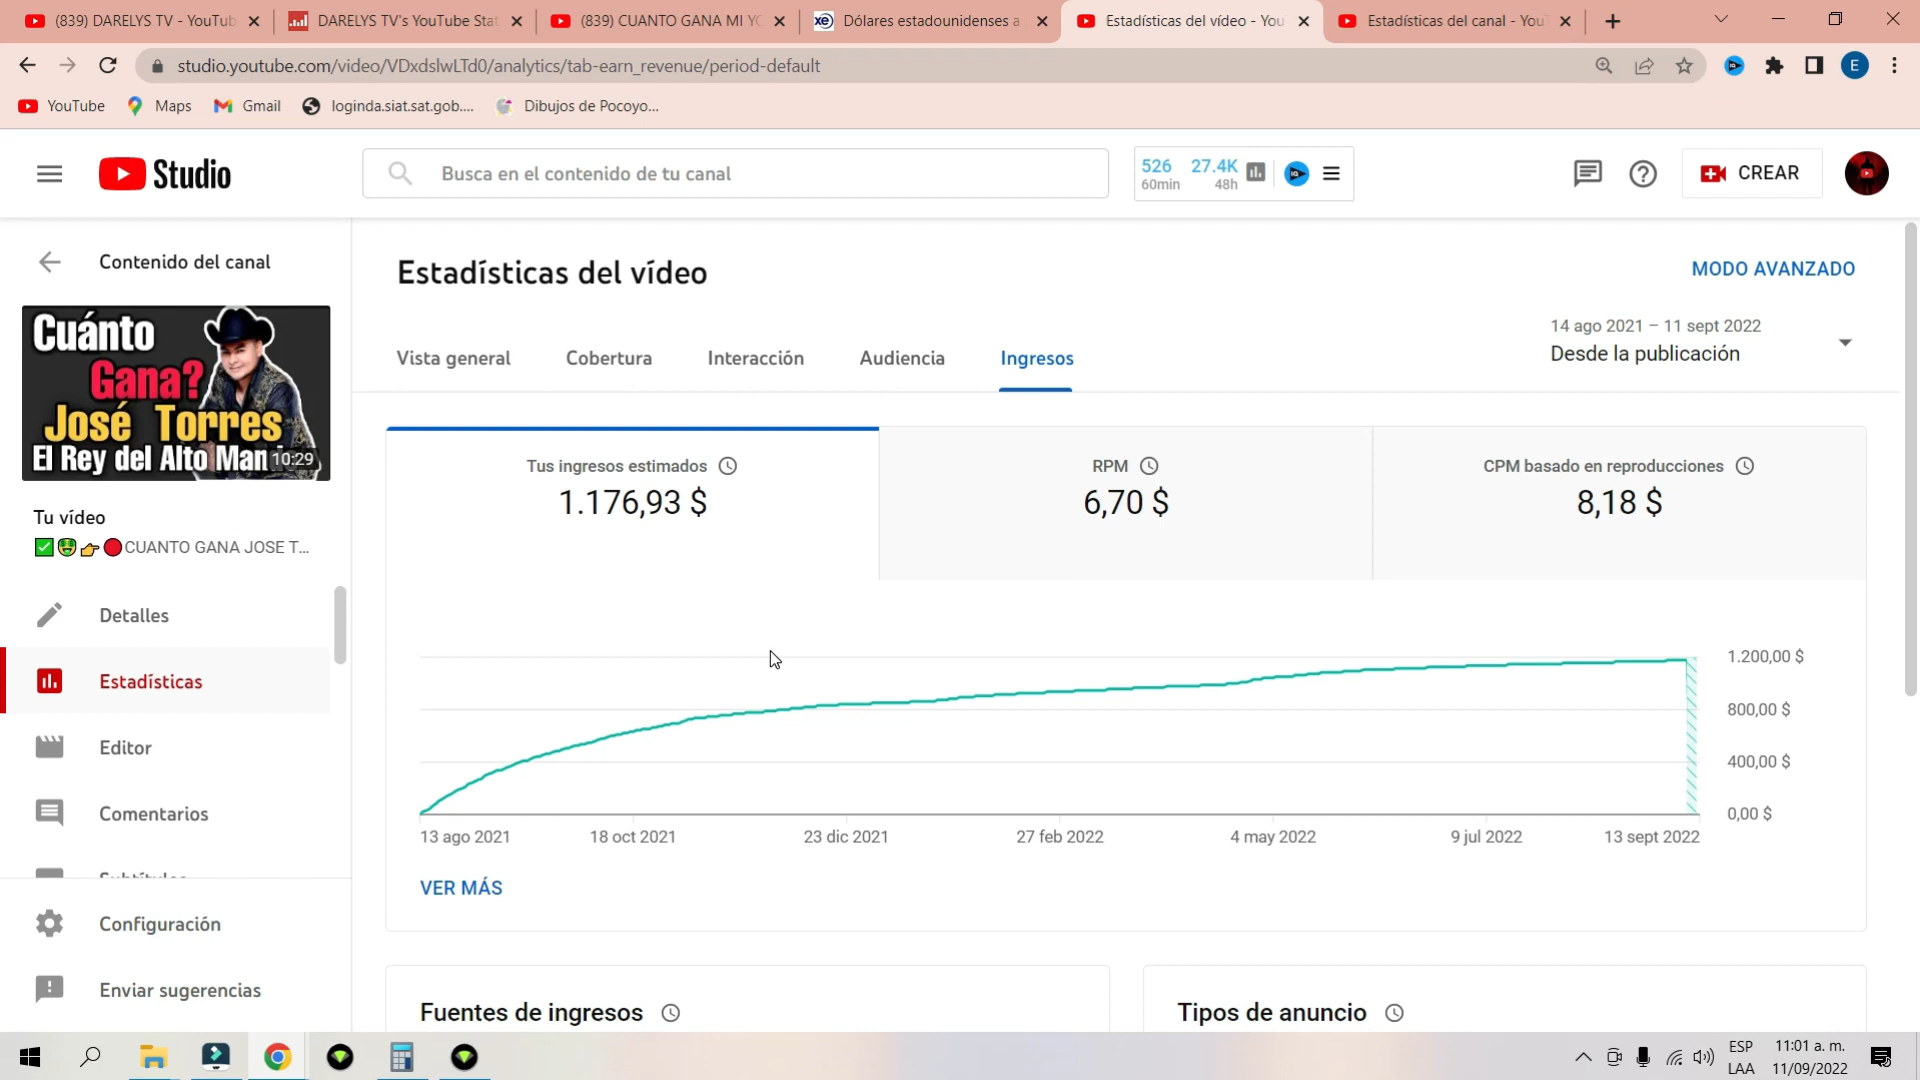 (839) DARELYS TV - YouTub
DARELYS TV's YouTube Stat
(839) CUANTO GANA MI YO
Dólares estadounidenses a
Estadísticas del vídeo - You
Estadísticas del canal - YouT
studio.youtube.com/video/VDxdslwLTd0/analytics/tab-earn_revenue/period-default
E
YouTube
Maps
Gmail
loginda.siat.sat.gob....
Dibujos de Pocoyo...
Studio
Busca en el contenido de tu canal
526
60min
27.4K
48h
CREAR
Contenido del canal
Cuánto
Gana?
José Torres
El Rey del Alto Man
10:29
Tu vídeo
CUANTO GANA JOSE T...
Detalles
Estadísticas
Editor
Comentarios
Configuración
Enviar sugerencias
Estadísticas del vídeo
MODO AVANZADO
Vista general
Cobertura
Interacción
Audiencia
Ingresos
14 ago 2021 – 11 sept 2022
Desde la publicación
Tus ingresos estimados
1.176,93 $
RPM
6,70 $
CPM basado en reproducciones
8,18 $
1.200,00 $
800,00 $
400,00 $
0,00 $
13 ago 2021
18 oct 2021
23 dic 2021
27 feb 2022
4 may 2022
9 jul 2022
13 sept 2022
VER MÁS
Fuentes de ingresos
Tipos de anuncio
ESP
LAA
11:01 a. m.
11/09/2022